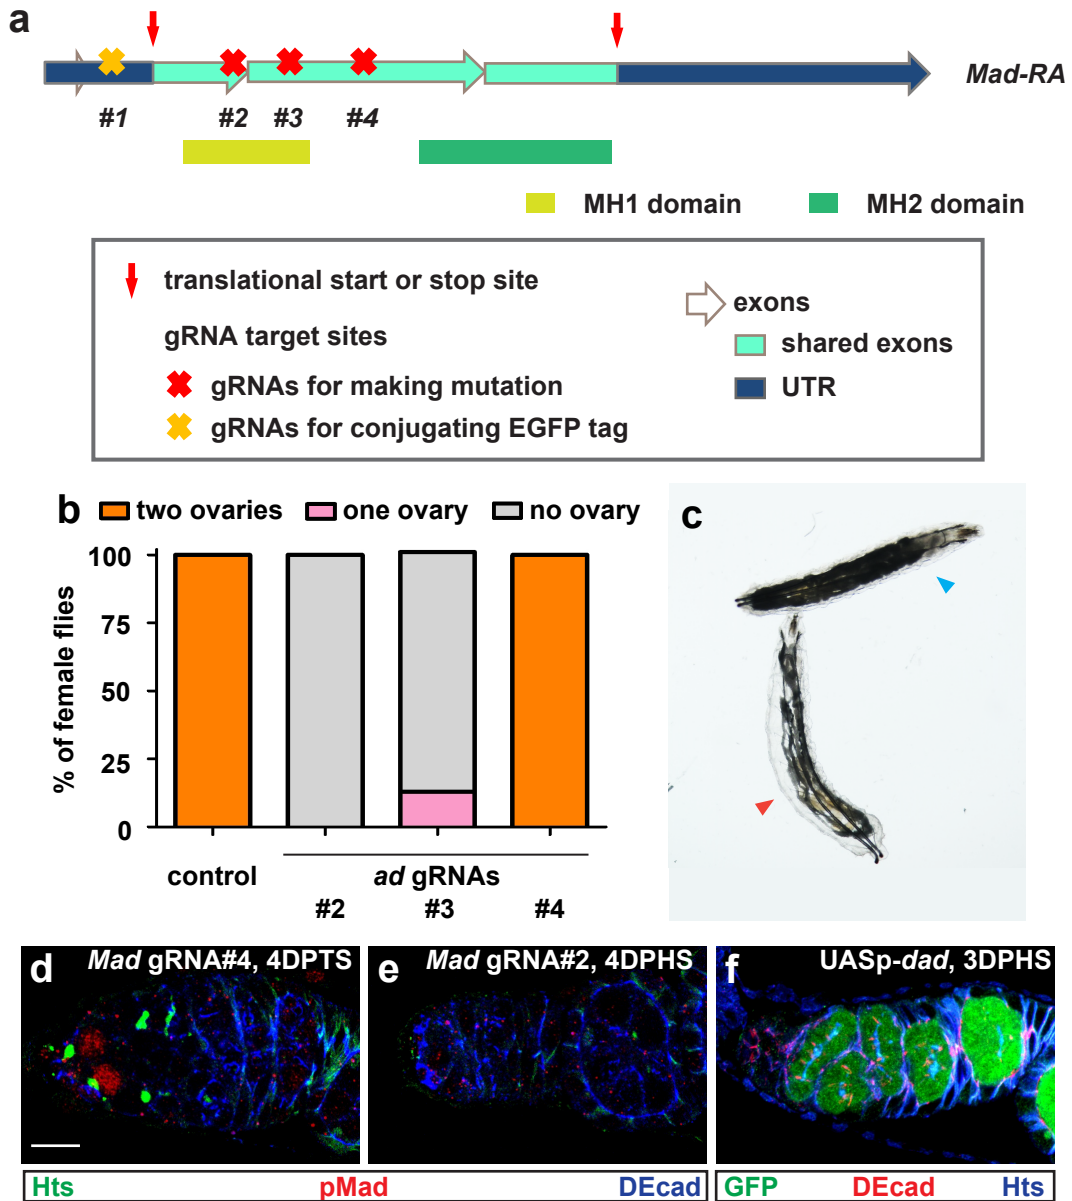 a
Mad-RA
#1 #2 #3 #4
MH1 domain MH2 domain
translational start or stop site
exons
gRNA target sites
shared exons
gRNAs for making mutation
UTR
gRNAs for conjugating EGFP tag
b two ovaries one ovary no ovary
c
% of female flies
100
75
50
25
0
control ad gRNAs
#2 #3 #4
d Mad gRNA#4, 4DPTS
e Mad gRNA#2, 4DPHS
f UASp-dad, 3DPHS
Hts pMad DEcad
GFP DEcad Hts